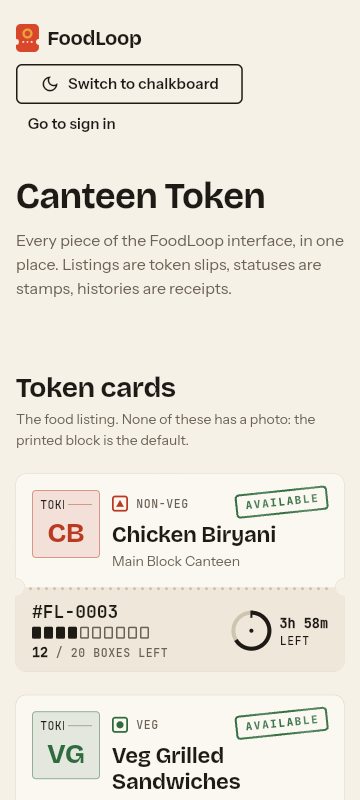 FoodLoop
Switch to chalkboard
Go to sign in
Canteen Token
Every piece of the FoodLoop interface, in one
place. Listings are token slips, statuses are
stamps, histories are receipts.
Token cards
The food listing. None of these has a photo: the
printed block is the default.
CB
NON-VEG
AVAILABLE
Chicken Biryani
Main Block Canteen
#FL-0003
12 / 20 BOXES LEFT
3h 58m
LEFT
VG
VEG
AVAILABLE
Veg Grilled
Sandwiches